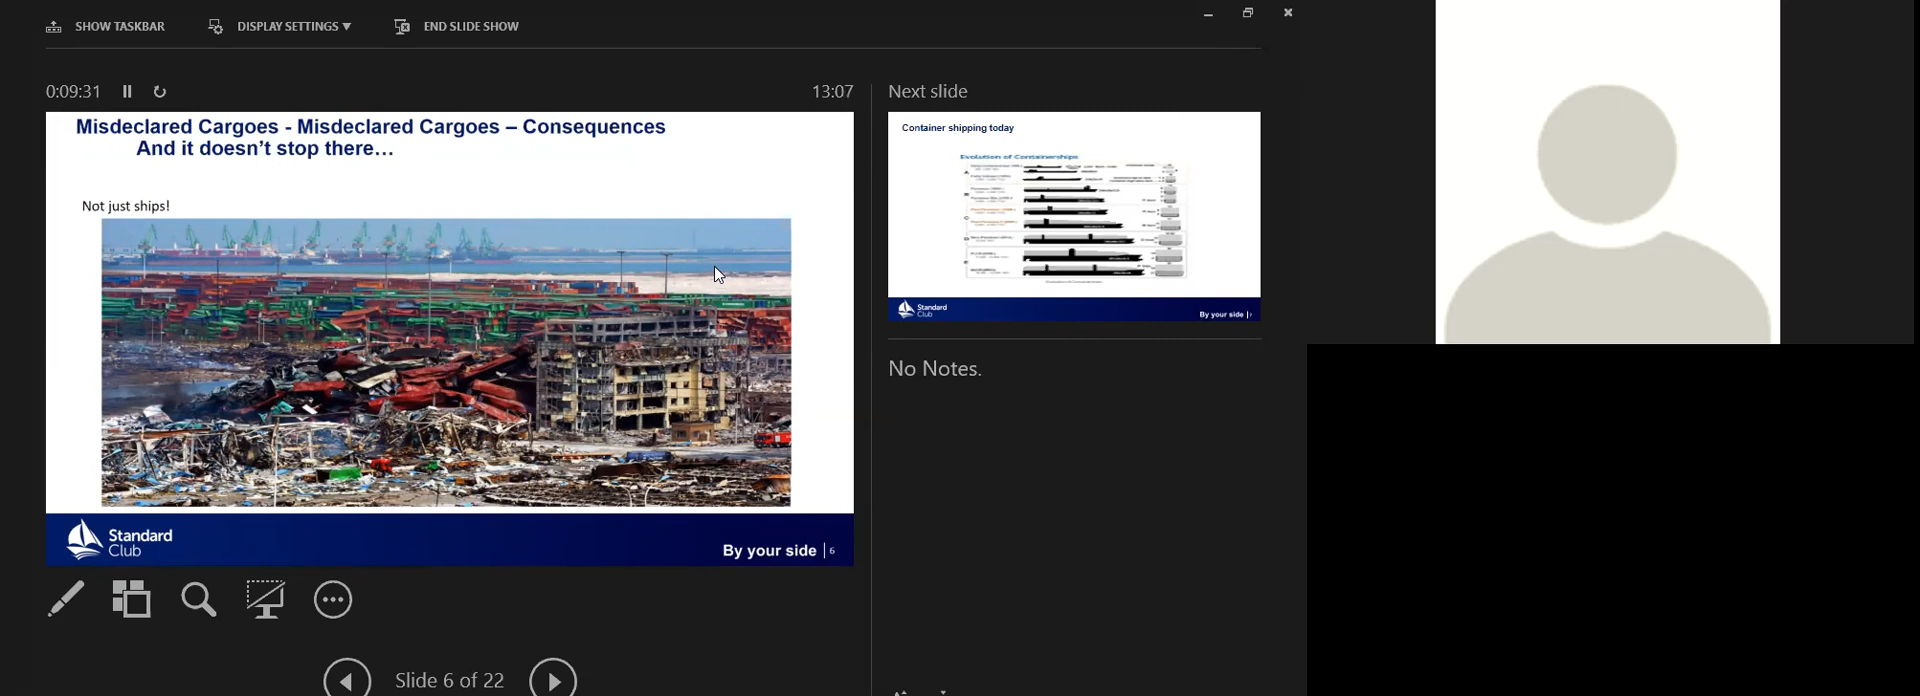 SHOW TASKBAR
DISPLAY SETTINGS ▼
END SLIDE SHOW
0:09:31
13:07
Next slide
Misdeclared Cargoes - Misdeclared Cargoes – Consequences
And it doesn't stop there...
Not just ships!
Standard
Club
By your side | 6
Container shipping today
Evolution of Containerships
Standard
Club
By your side | 7
No Notes.
Slide 6 of 22